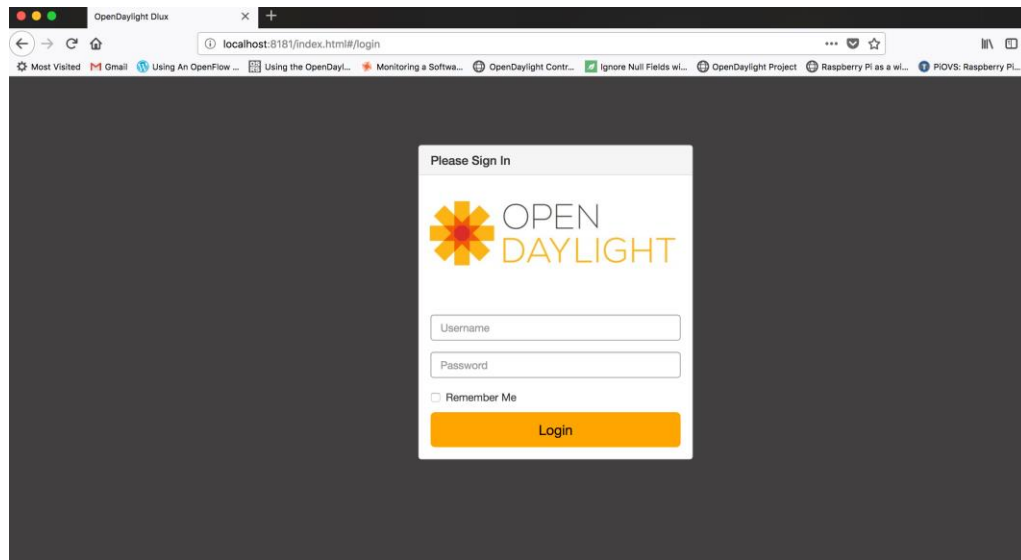 OpenDaylight Dlux
localhost:8181/index.html#/login
Most Visited Gmail Using An OpenFlow ... Using the OpenDayl... Monitoring a Softwa... OpenDaylight Contr... Ignore Null Fields wi... OpenDaylight Project Raspberry Pi as a wi... PiOVS: Raspberry Pi...
Please Sign In
OPEN
DAYLIGHT
Username
Password
Remember Me
Login